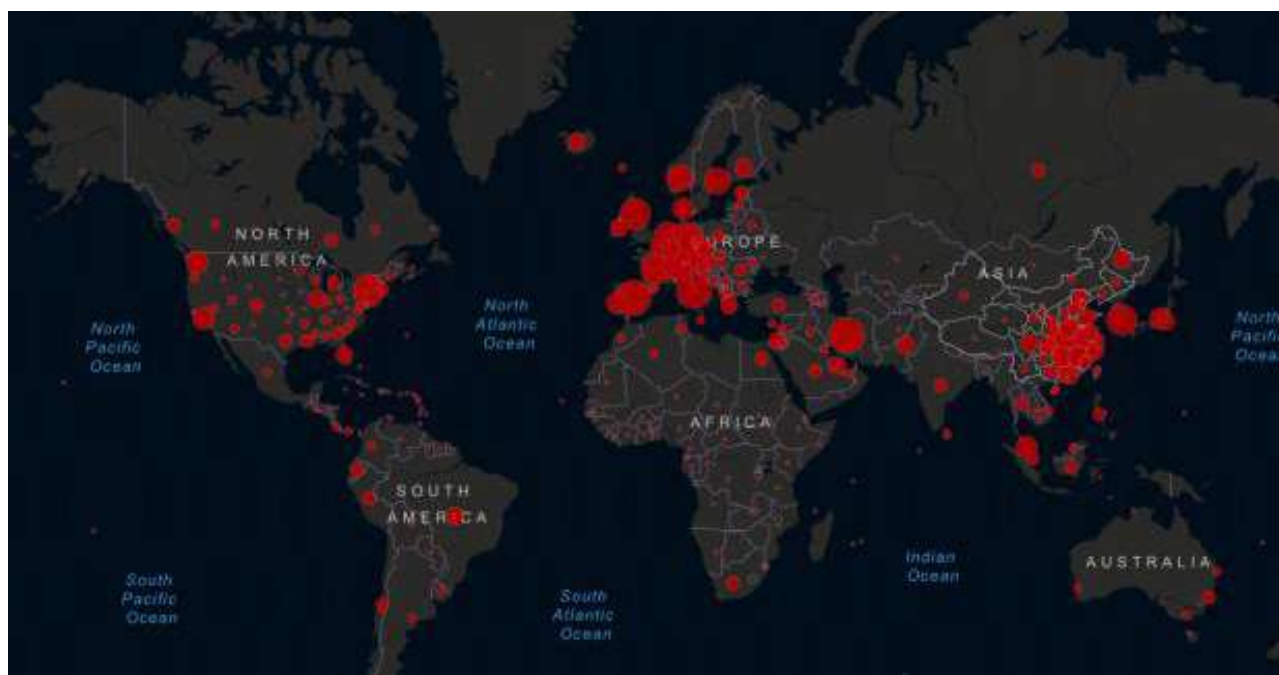 NORTH
AMERICA
EUROPE
ASIA
North
Pacific
Ocean
North
Atlantic
Ocean
North
Pacific
Ocean
AFRICA
SOUTH
AMERICA
Indian
Ocean
AUSTRALIA
South
Pacific
Ocean
South
Atlantic
Ocean